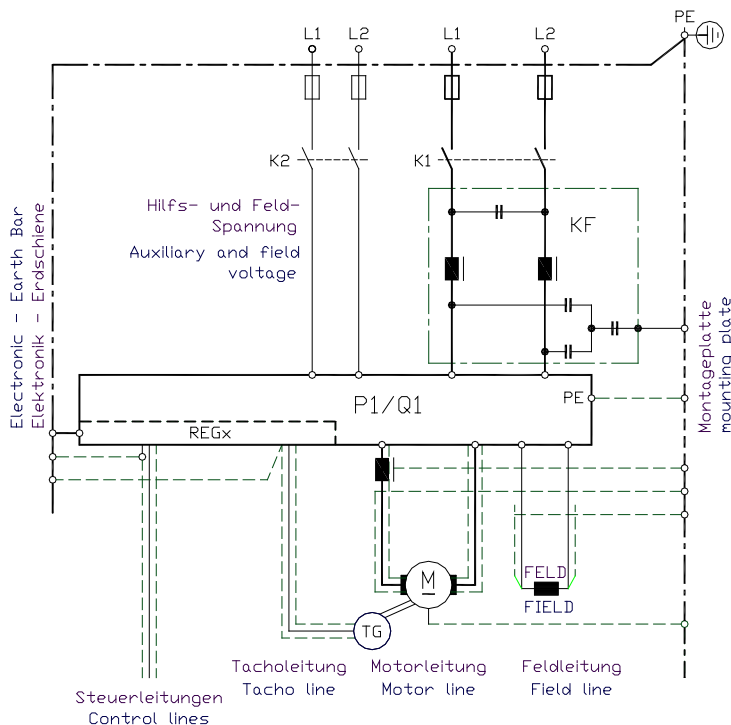 PE
L1
L2
L1
L2
K2
K1
Hilfs- und Feld-
Spannung
Auxiliary and field
voltage
KF
Electronic - Earth Bar
Elektronik - Erdschiene
Montageplatte
mounting plate
P1/Q1
PE
REGx
M
FELD
FIELD
TG
Tacholeitung
Tacho line
Motorleitung
Motor line
Feldleitung
Field line
Steuerleitungen
Control lines